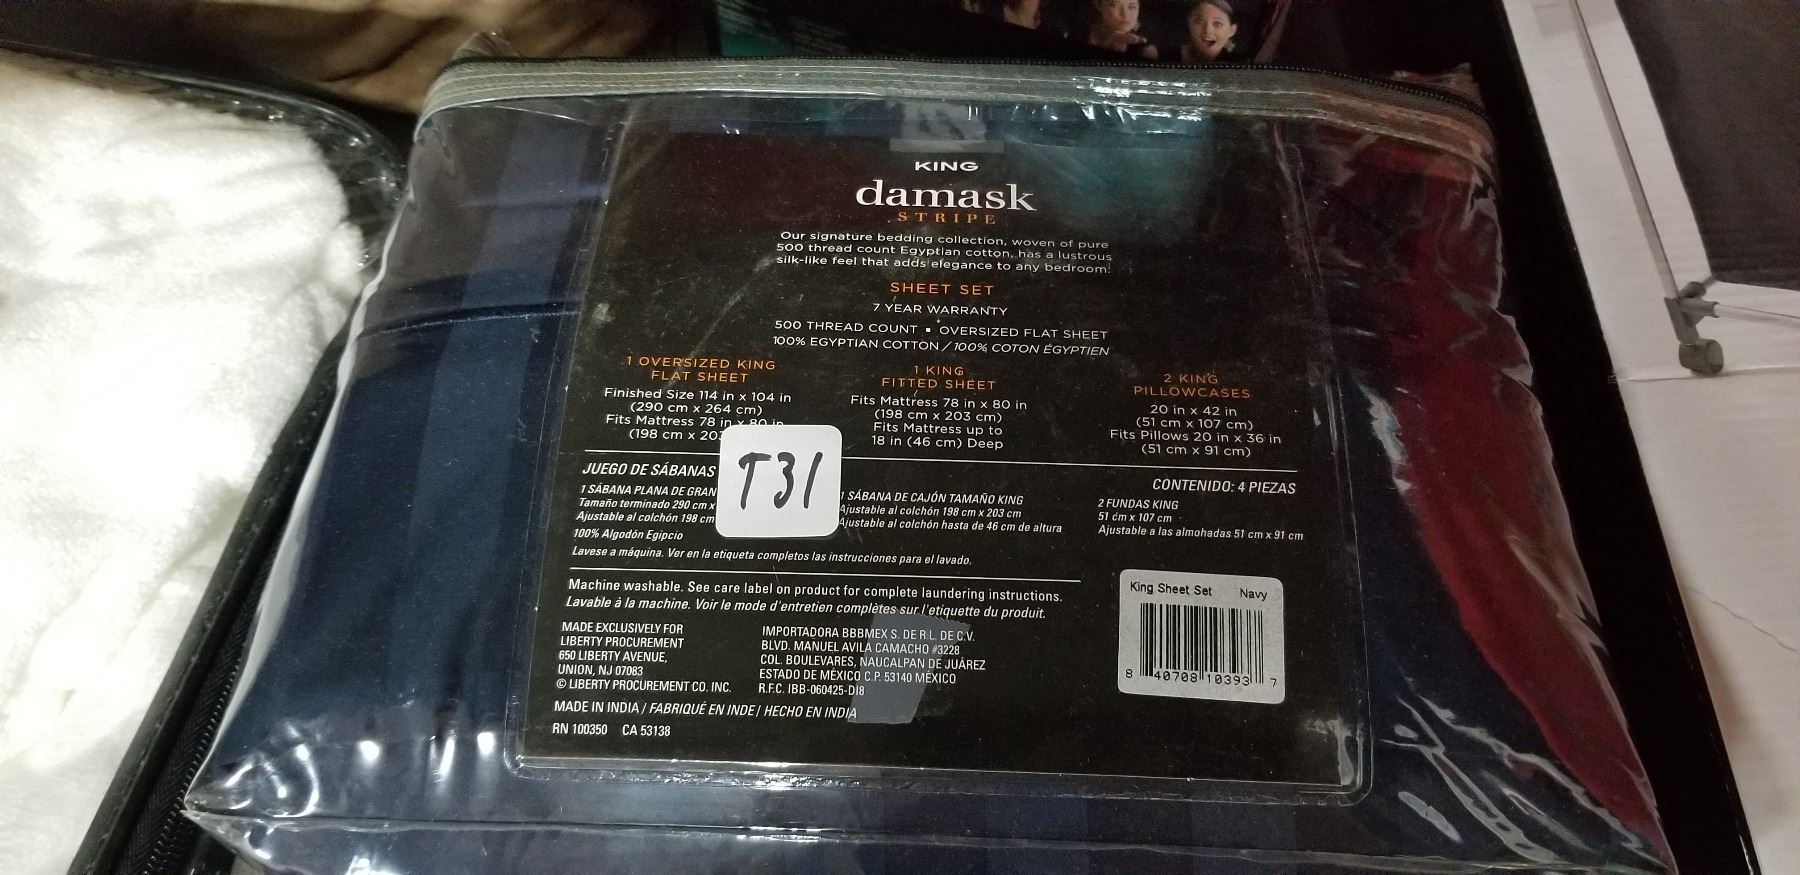 KING
damask
STRIPE
Our signature bedding collection, woven of pure
500 thread count Egyptian cotton, has a lustrous
silk-like feel that adds elegance to any bedroom.
SHEET SET
7 YEAR WARRANTY
500 THREAD COUNT ▪ OVERSIZED FLAT SHEET
100% EGYPTIAN COTTON / 100% COTON ÉGYPTIEN
1 OVERSIZED KING
FLAT SHEET
Finished Size 114 in x 104 in
(290 cm x 264 cm)
Fits Mattress 78 in x 80 in
(198 cm x 203
1 KING
FITTED SHEET
Fits Mattress 78 in x 80 in
(198 cm x 203 cm)
Fits Mattress up to
18 in (46 cm) Deep
2 KING
PILLOWCASES
20 in x 42 in
(51 cm x 107 cm)
Fits Pillows 20 in x 36 in
(51 cm x 91 cm)
T31
JUEGO DE SÁBANAS
CONTENIDO: 4 PIEZAS
1 SÁBANA PLANA DE GRAN
Tamaño terminado 290 cm x
Ajustable al colchón 198 cm
100% Algodón Egipcio
1 SÁBANA DE CAJÓN TAMAÑO KING
Ajustable al colchón 198 cm x 203 cm
Ajustable al colchón hasta de 46 cm de altura
2 FUNDAS KING
51 cm x 107 cm
Ajustable a las almohadas 51 cm x 91 cm
Lavese a máquina. Ver en la etiqueta completos las instrucciones para el lavado.
Machine washable. See care label on product for complete laundering instructions.
Lavable à la machine. Voir le mode d'entretien complètes sur l'etiquette du produit.
MADE EXCLUSIVELY FOR
LIBERTY PROCUREMENT
650 LIBERTY AVENUE,
UNION, NJ 07083
© LIBERTY PROCUREMENT CO. INC.
IMPORTADORA BBBMEX S. DE R.L. DE C.V.
BLVD. MANUEL AVILA CAMACHO #3228
COL. BOULEVARES, NAUCALPAN DE JUÁREZ
ESTADO DE MÉXICO C.P. 53140 MÉXICO
R.F.C. IBB-060425-DI8
MADE IN INDIA / FABRIQUÉ EN INDE / HECHO EN INDIA
RN 100350 CA 53138
King Sheet Set Navy
8 40708 10393 7